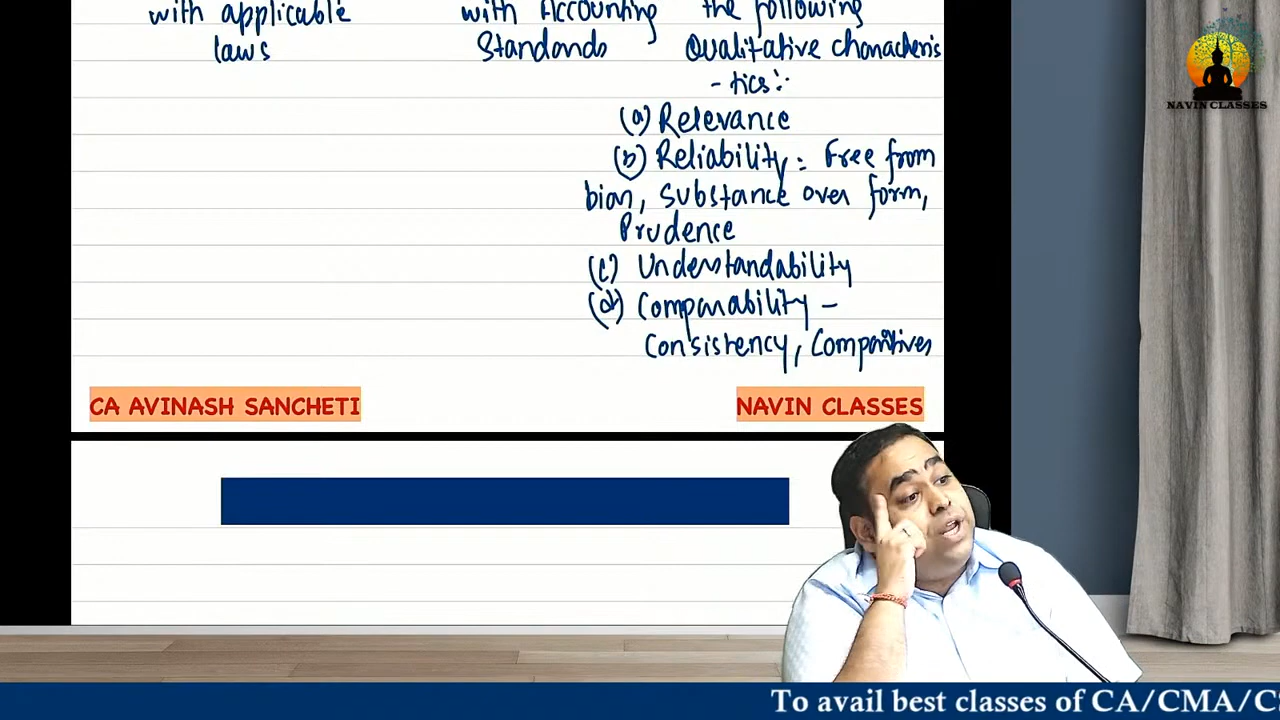 with applicable
laws
with Accounting
Standards
the following
Qualitative characteris
-tics:-
(a) Relevance
(b) Reliability: Free from
bias, Substance over form,
Prudence
(c) Understandability
(d) Comparability -
Consistency, Comparatives
CA AVINASH SANCHETI
NAVIN CLASSES
NAVIN CLASSES
To avail best classes of CA/CMA/CS